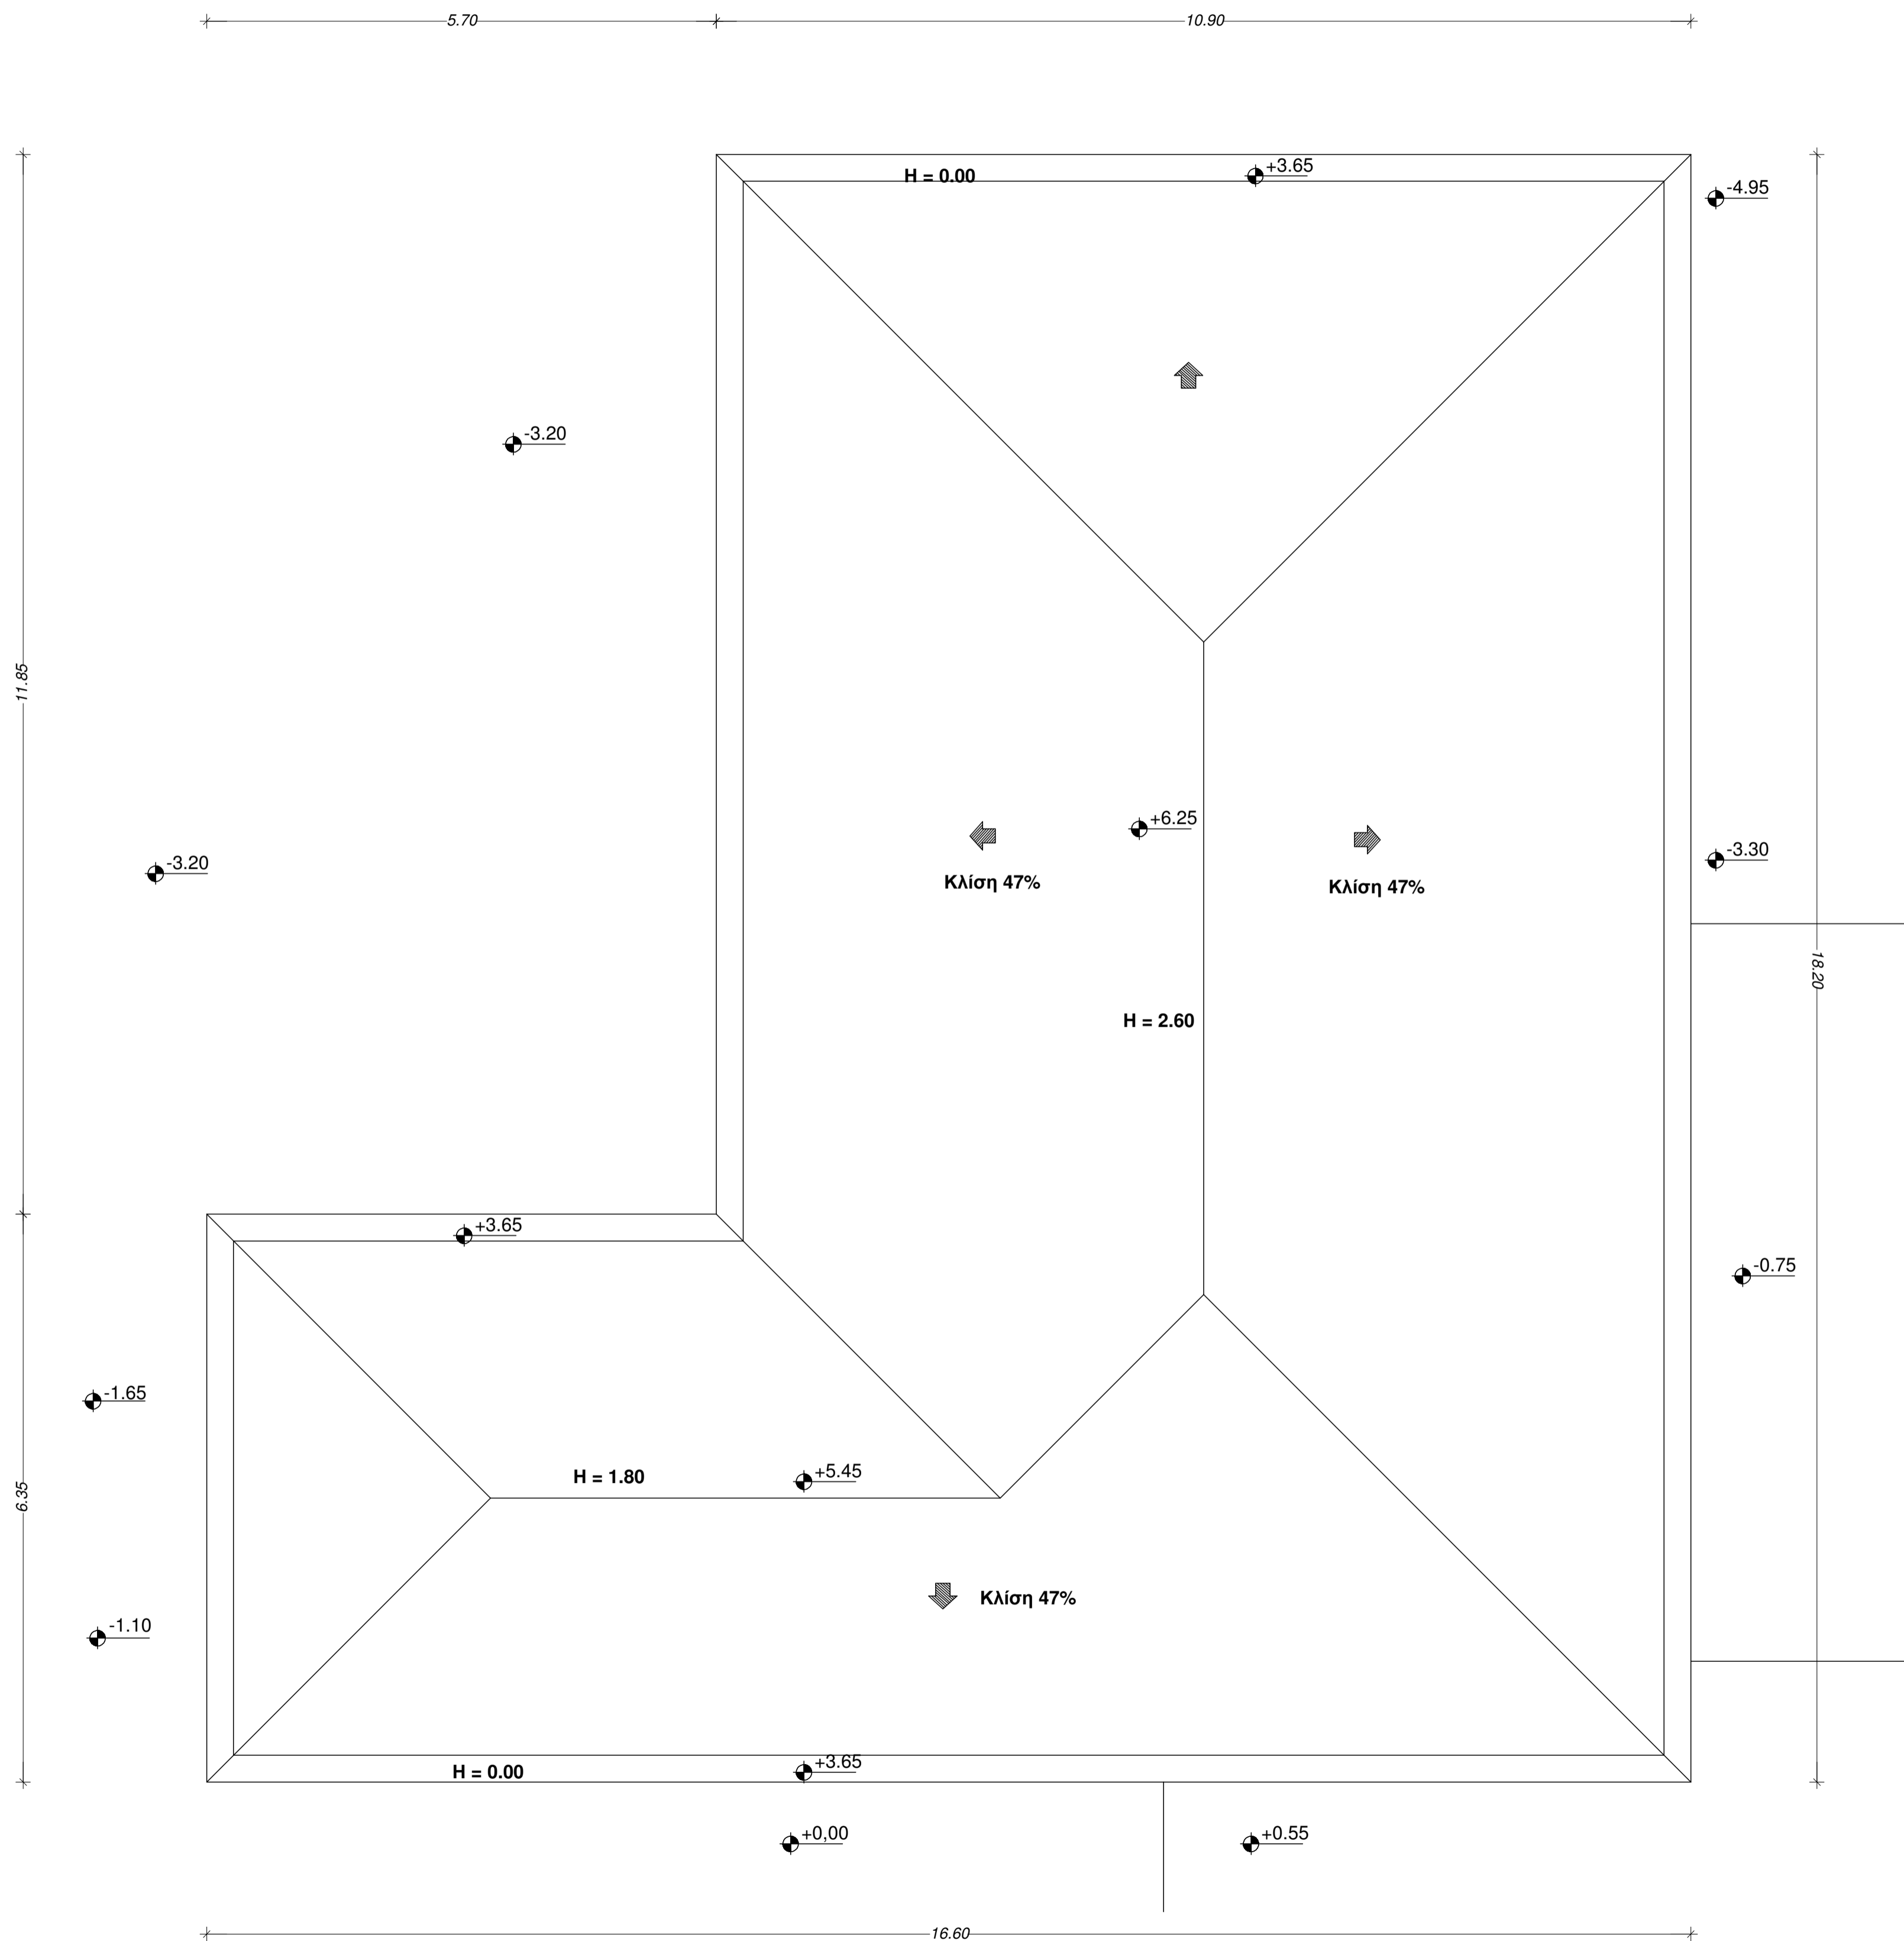 5.70
10.90
H = 0.00
+3.65
-4.95
-3.20
11.85
+6.25
-3.20
Κλίση 47%
Κλίση 47%
-3.30
18.20
H = 2.60
+3.65
-0.75
-1.65
H = 1.80
+5.45
6.35
Κλίση 47%
-1.10
H = 0.00
+3.65
+0,00
+0.55
16.60